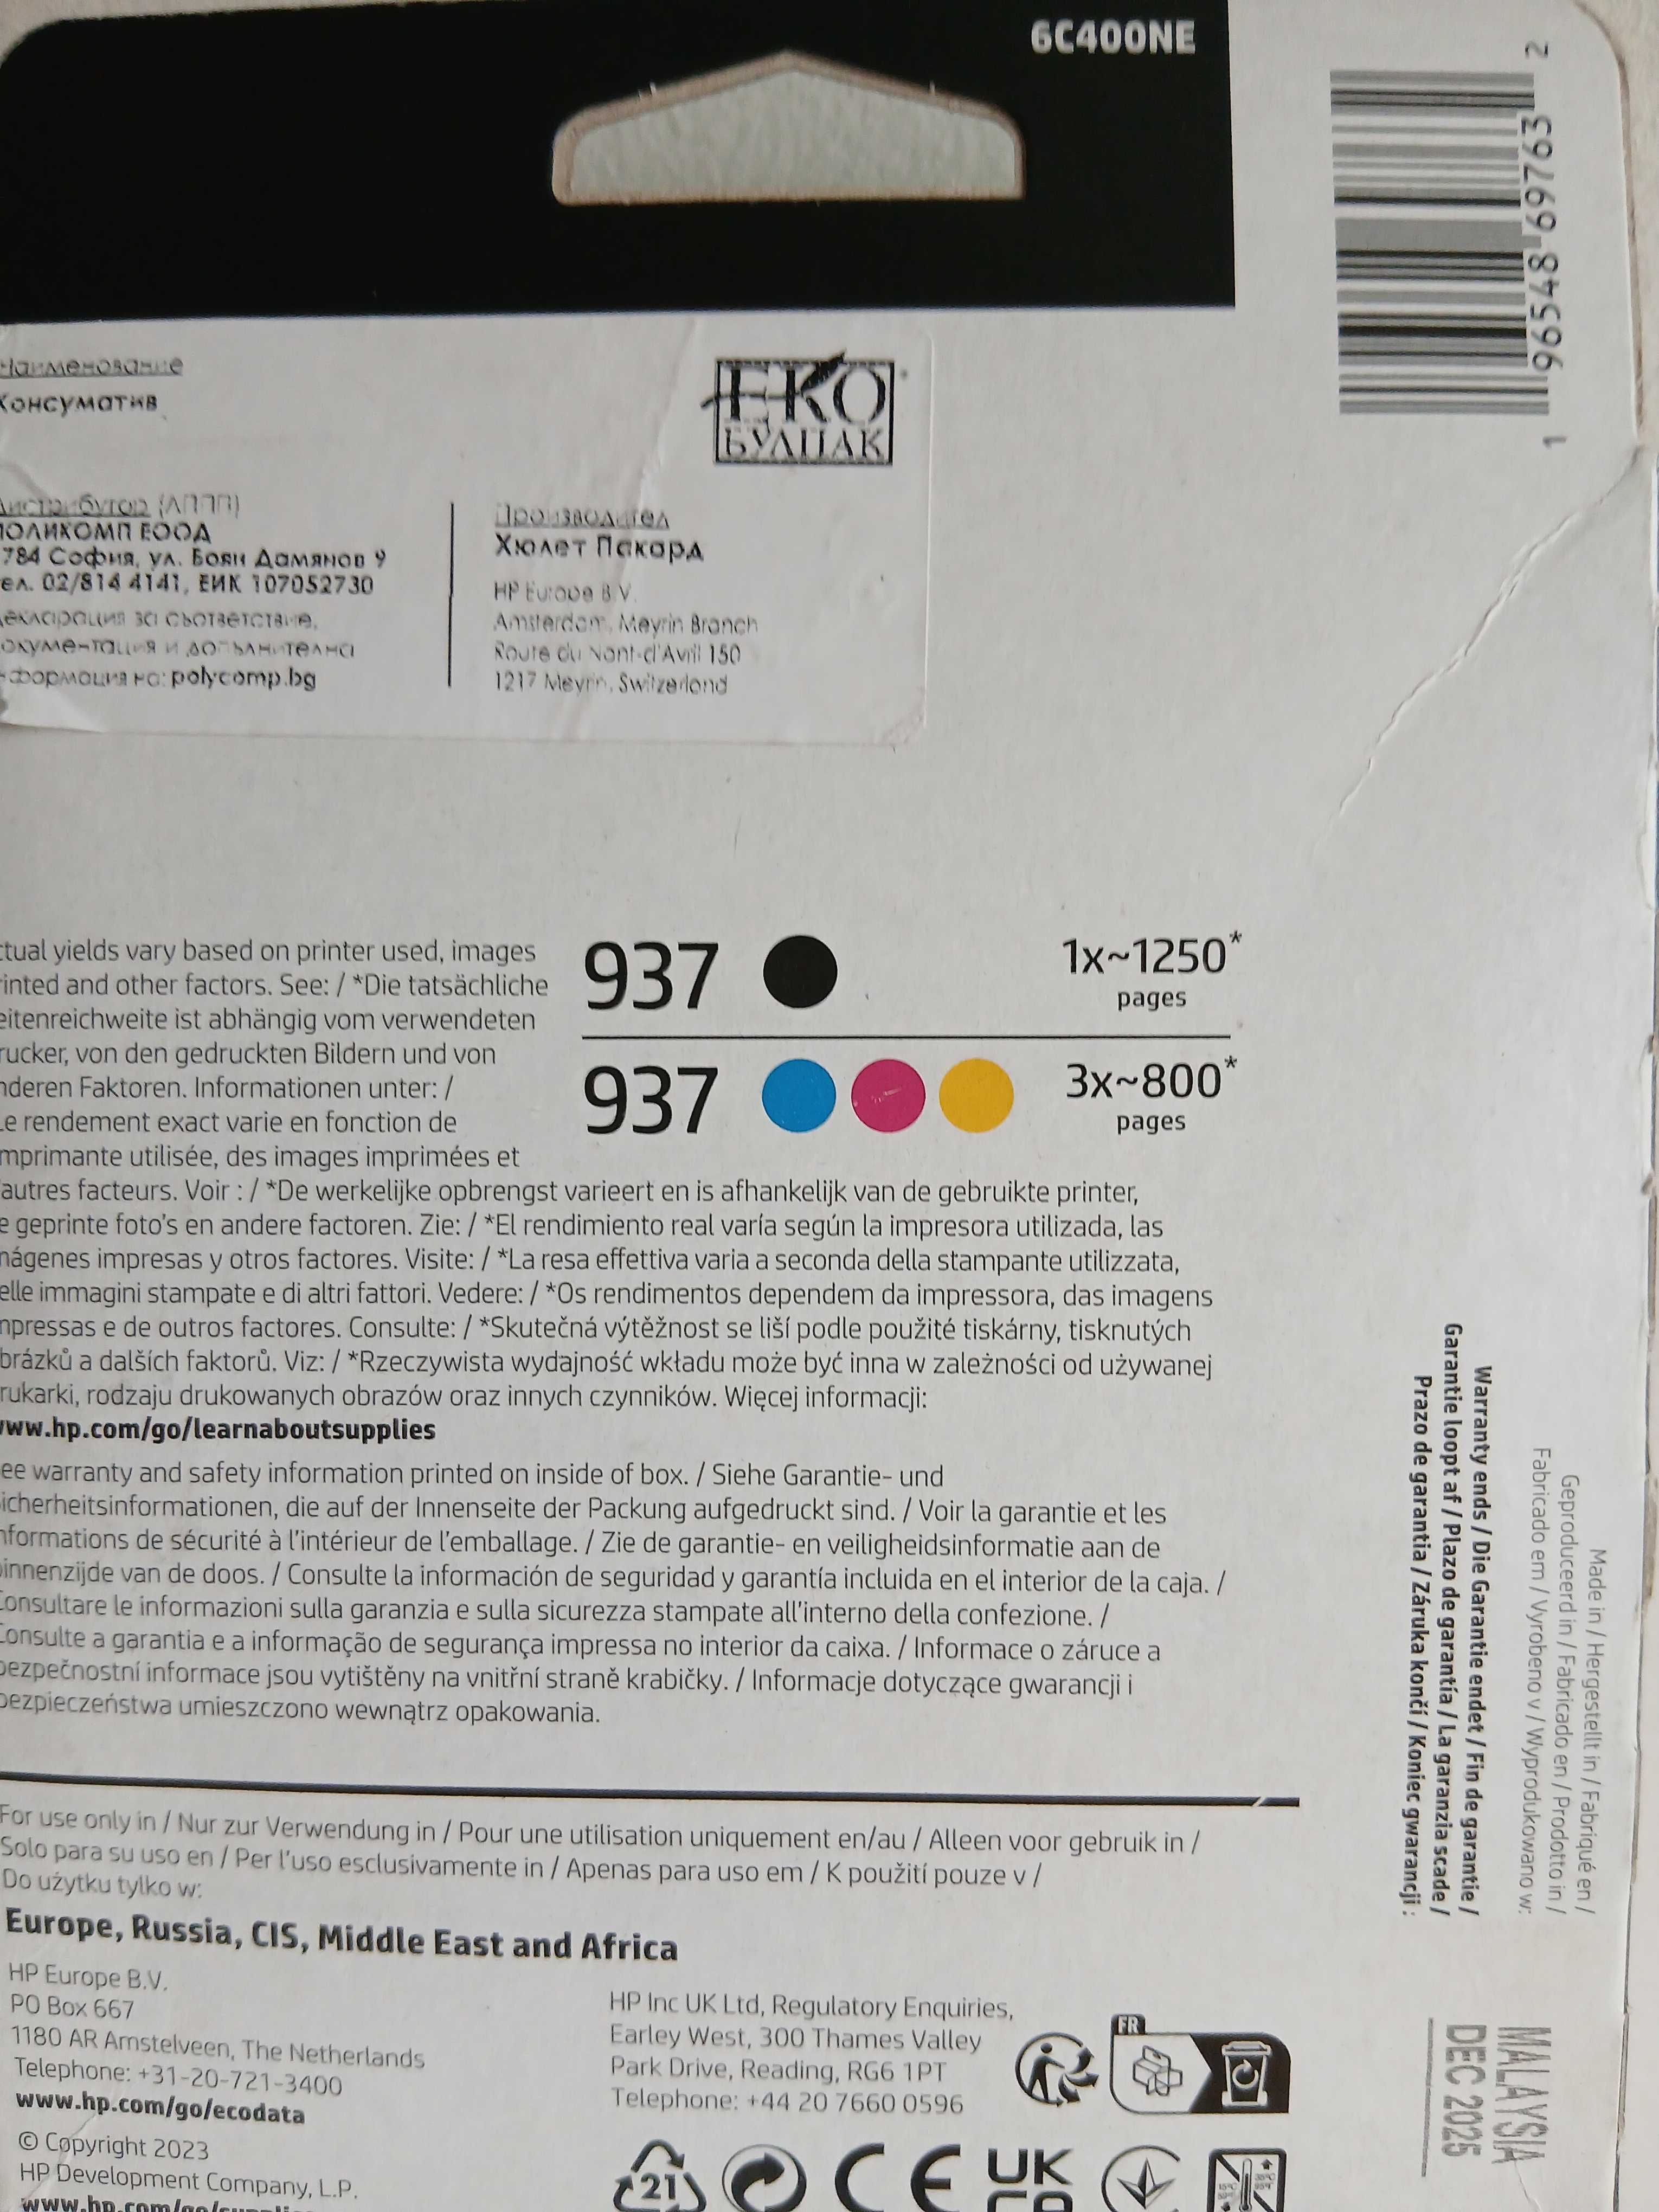 6C400NE
2
96548 69763
1
Наименование
Консуматив
ЕКО
БУЛПАК
Дистрибутор (ЛППП)
ПОЛИКОМП ЕООД
784 София, ул. Боян Дамянов 9
ел. 02/814 4141, ЕИК 107052730
екларация за съответствие,
окументация и допълнителна
нформация на: polycomp.bg
Производител
Хюлет Пакард
HP Europe B.V.
Amsterdam, Meyrin Branch
Route du Nant-d'Avril 150
1217 Meyrin, Switzerland
937 1x~1250*
pages
937 3x~800*
pages
ctual yields vary based on printer used, images
rinted and other factors. See: / *Die tatsächliche
eitenreichweite ist abhängig vom verwendeten
rucker, von den gedruckten Bildern und von
nderen Faktoren. Informationen unter: /
Le rendement exact varie en fonction de
mprimante utilisée, des images imprimées et
'autres facteurs. Voir : / *De werkelijke opbrengst varieert en is afhankelijk van de gebruikte printer,
e geprinte foto's en andere factoren. Zie: / *El rendimiento real varía según la impresora utilizada, las
mágenes impresas y otros factores. Visite: / *La resa effettiva varia a seconda della stampante utilizzata,
elle immagini stampate e di altri fattori. Vedere: / *Os rendimentos dependem da impressora, das imagens
mpressas e de outros factores. Consulte: / *Skutečná výtěžnost se liší podle použité tiskárny, tisknutých
brázků a dalších faktorů. Viz: / *Rzeczywista wydajność wkładu może być inna w zależności od używanej
rukarki, rodzaju drukowanych obrazów oraz innych czynników. Więcej informacji:
www.hp.com/go/learnaboutsupplies
ee warranty and safety information printed on inside of box. / Siehe Garantie- und
icherheitsinformationen, die auf der Innenseite der Packung aufgedruckt sind. / Voir la garantie et les
nformations de sécurité à l'intérieur de l'emballage. / Zie de garantie- en veiligheidsinformatie aan de
binnenzijde van de doos. / Consulte la información de seguridad y garantía incluida en el interior de la caja. /
Consultare le informazioni sulla garanzia e sulla sicurezza stampate all'interno della confezione. /
Consulte a garantia e a informação de segurança impressa no interior da caixa. / Informace o záruce a
bezpečnostní informace jsou vytištěny na vnitřní straně krabičky. / Informacje dotyczące gwarancji i
bezpieczeństwa umieszczono wewnątrz opakowania.
For use only in / Nur zur Verwendung in / Pour une utilisation uniquement en/au / Alleen voor gebruik in /
Solo para su uso en / Per l'uso esclusivamente in / Apenas para uso em / K použití pouze v /
Do użytku tylko w:
Europe, Russia, CIS, Middle East and Africa
HP Europe B.V.
PO Box 667
1180 AR Amstelveen, The Netherlands
Telephone: +31-20-721-3400
www.hp.com/go/ecodata
© Copyright 2023
HP Development Company, L.P.
www.hp.com/go/supplies
HP Inc UK Ltd, Regulatory Enquiries,
Earley West, 300 Thames Valley
Park Drive, Reading, RG6 1PT
Telephone: +44 20 7660 0596
FR
21
CE
UK
CA
Made in / Hergestellt in / Fabriqué en /
Geproduceerd in / Fabricado en / Prodotto in /
Fabricado em / Vyrobeno v / Wyprodukowano w:
MALAYSIA
Warranty ends / Die Garantie endet / Fin de garantie /
Garantie loopt af / Plazo de garantía / La garanzia scade /
Prazo de garantia / Záruka končí / Koniec gwarancji :
DEC 2025